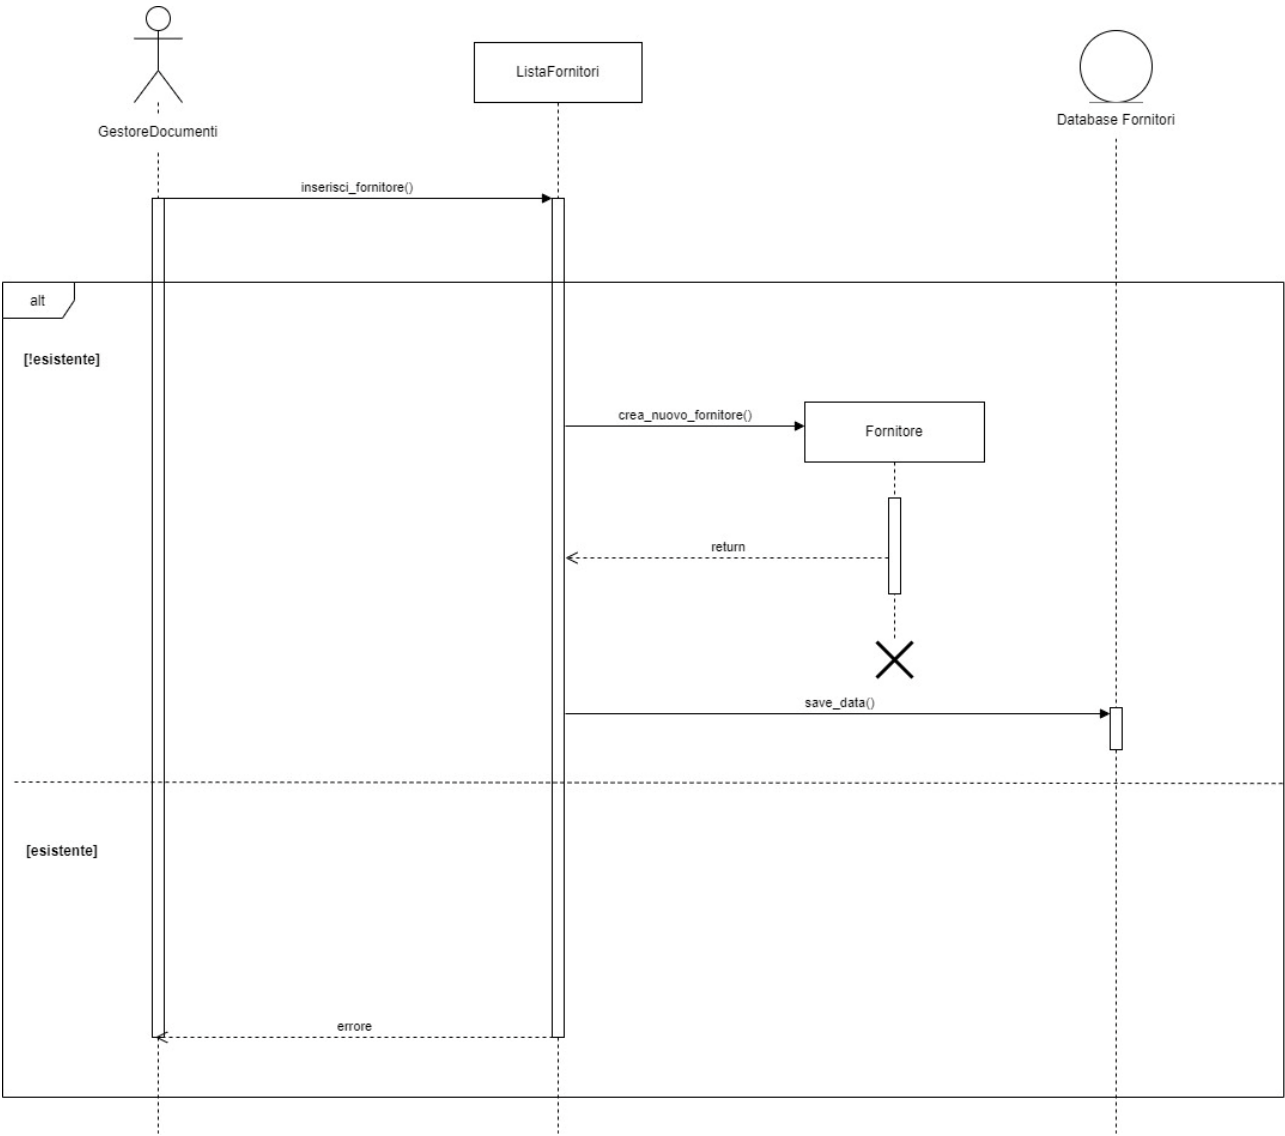 GestoreDocumenti
ListaFornitori
Database Fornitori
inserisci_fornitore()
alt
[!esistente]
crea_nuovo_fornitore()
Fornitore
return
save_data()
[esistente]
errore